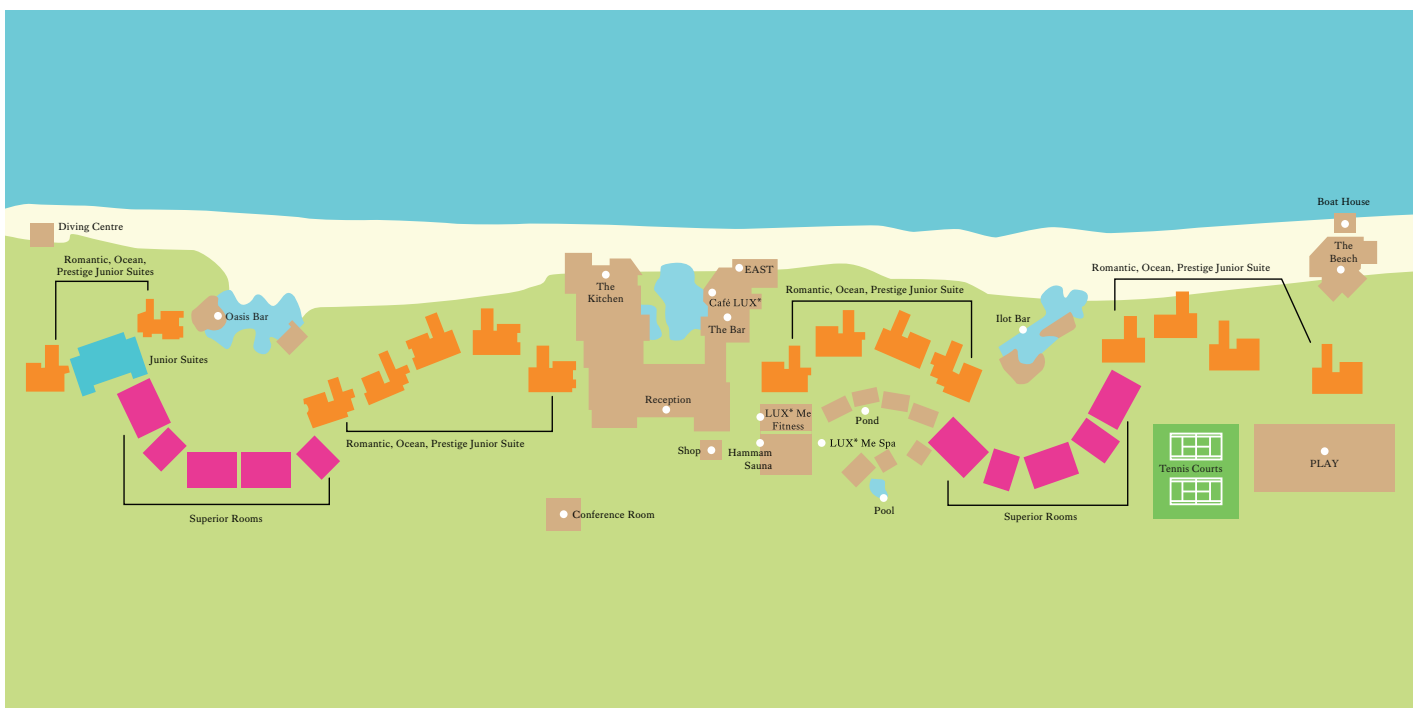 Boat House
Diving Centre
The
Beach
Romantic, Ocean,
Prestige Junior Suites
Romantic, Ocean, Prestige Junior Suite
EAST
The
Kitchen
Romantic, Ocean, Prestige Junior Suite
Café LUX*
Oasis Bar
Ilot Bar
The Bar
Junior Suites
Reception
LUX* Me
Fitness
Pond
Romantic, Ocean, Prestige Junior Suite
LUX* Me Spa
Shop
Hammam
Sauna
Tennis Courts
PLAY
Pool
Conference Room
Superior Rooms
Superior Rooms